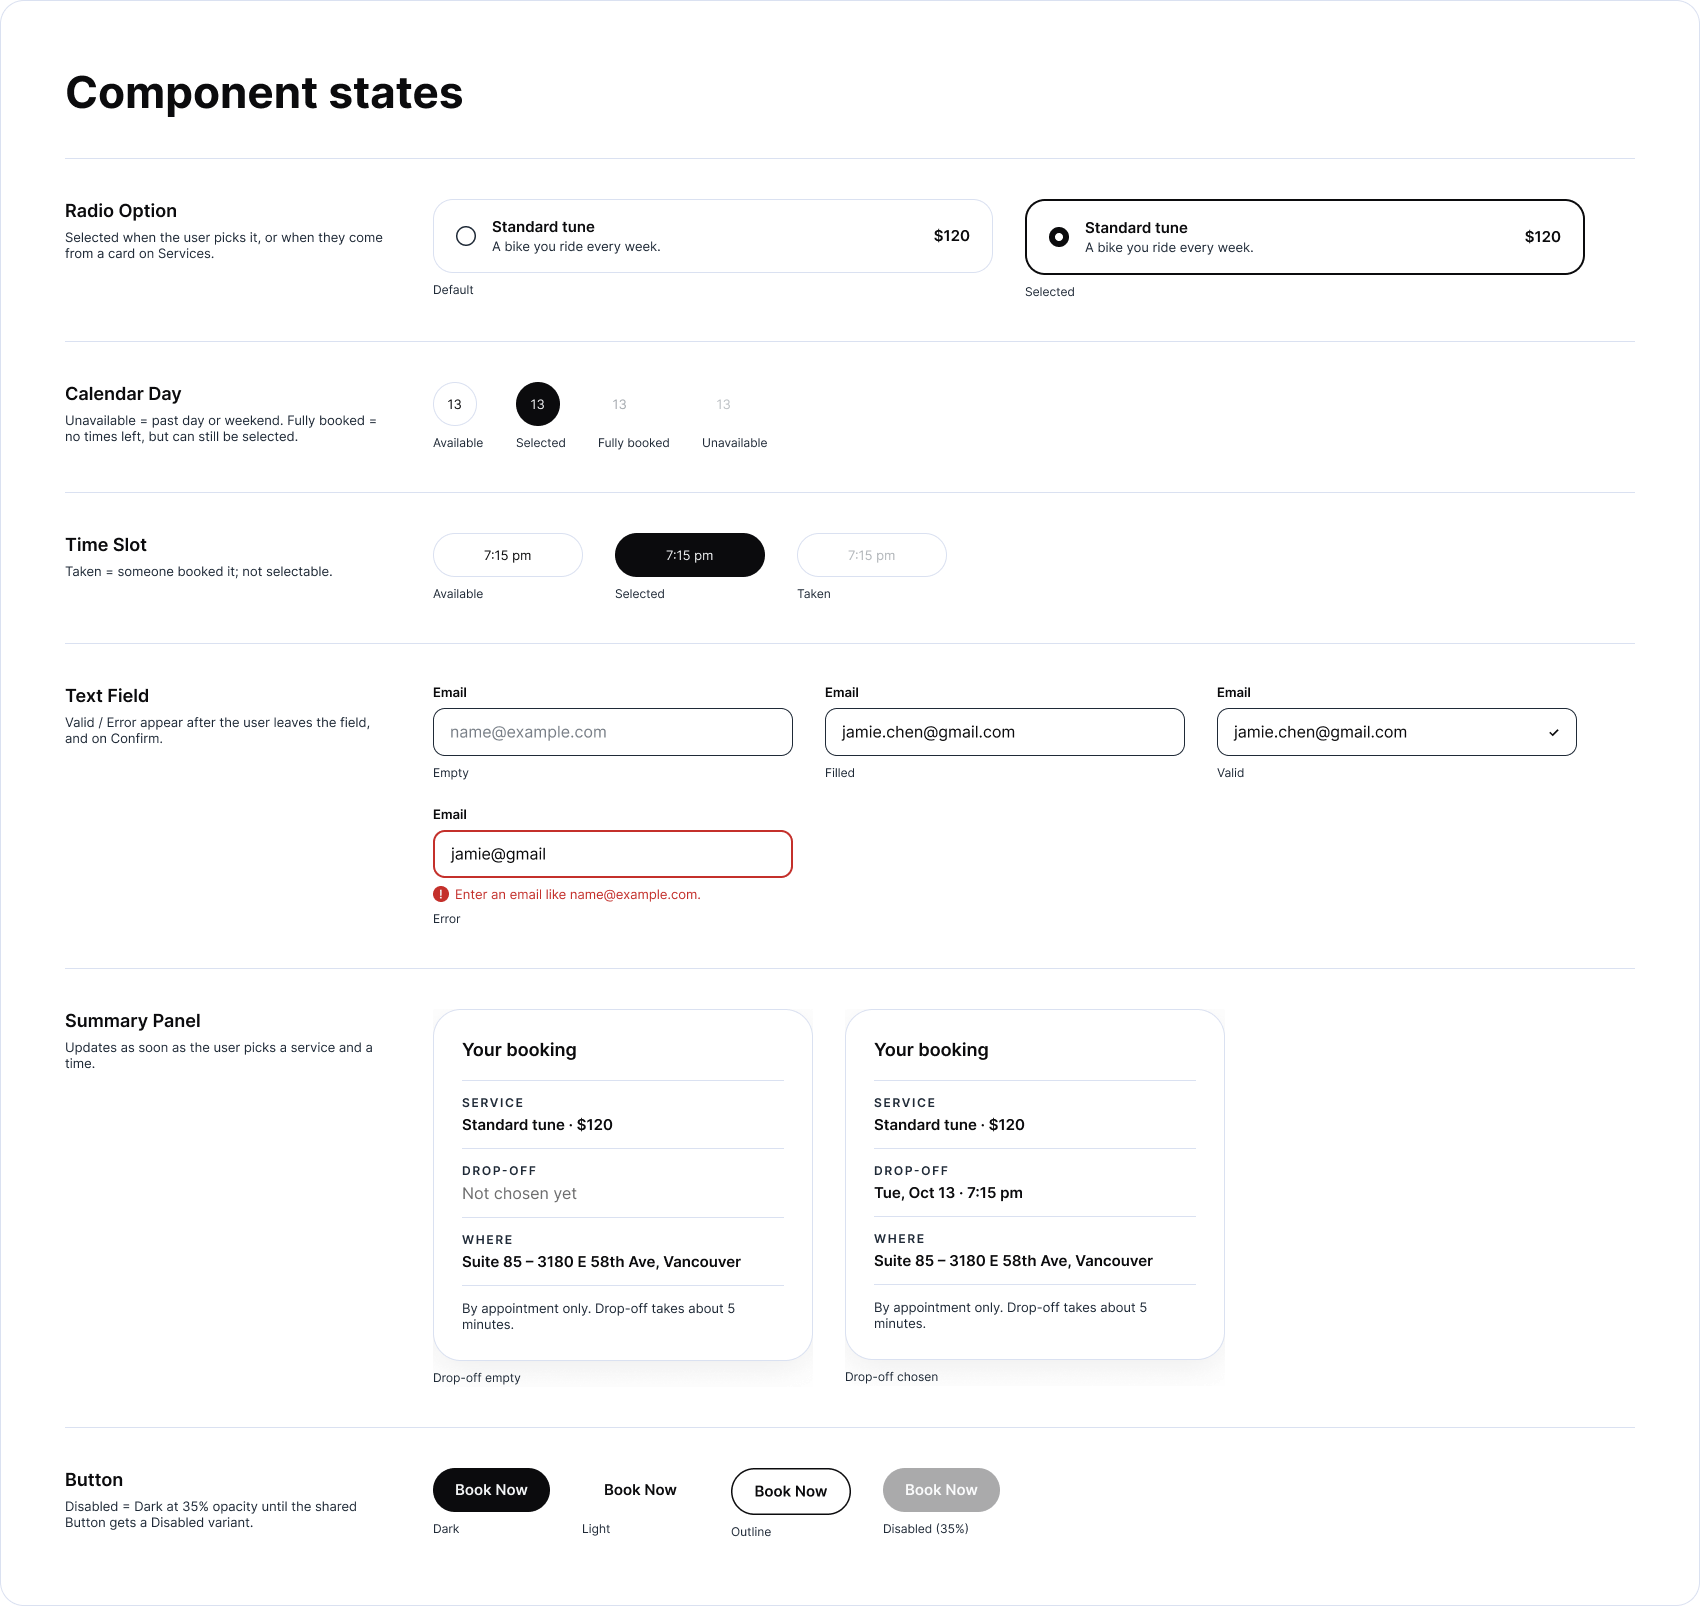 Component states
Radio Option
Selected when the user picks it, or when they come
from a card on Services.
Standard tune
A bike you ride every week.
$120
Default
Standard tune
A bike you ride every week.
$120
Selected
Calendar Day
Unavailable = past day or weekend. Fully booked =
no times left, but can still be selected.
13
Available
13
Selected
13
Fully booked
13
Unavailable
Time Slot
Taken = someone booked it; not selectable.
7:15 pm
Available
7:15 pm
Selected
7:15 pm
Taken
Text Field
Valid / Error appear after the user leaves the field,
and on Confirm.
Email
name@example.com
Empty
Email
jamie.chen@gmail.com
Filled
Email
jamie.chen@gmail.com
Valid
Email
jamie@gmail
Enter an email like name@example.com.
Error
Summary Panel
Updates as soon as the user picks a service and a
time.
Your booking
SERVICE
Standard tune · $120
DROP-OFF
Not chosen yet
WHERE
Suite 85 – 3180 E 58th Ave, Vancouver
By appointment only. Drop-off takes about 5
minutes.
Drop-off empty
Your booking
SERVICE
Standard tune · $120
DROP-OFF
Tue, Oct 13 · 7:15 pm
WHERE
Suite 85 – 3180 E 58th Ave, Vancouver
By appointment only. Drop-off takes about 5
minutes.
Drop-off chosen
Button
Disabled = Dark at 35% opacity until the shared
Button gets a Disabled variant.
Book Now
Dark
Book Now
Light
Book Now
Outline
Book Now
Disabled (35%)